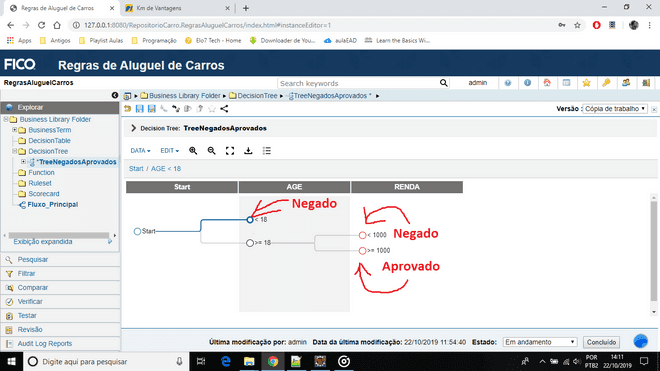 Regras de Aluguel de Carros
Km de Vantagens
127.0.0.1:8080/RepositorioCarro.RegrasAluguelCarros/index.html#instanceEditor=1
Apps
Antigos
Playlist Aulas
Programação
Elo7 Tech - Home
Downloader de You...
aulaEAD
Learn the Basics Win...
FICO
Regras de Aluguel de Carros
RegrasAluguelCarros
Search keywords
admin
Explorar
Business Library Folder
DecisionTree
TreeNegadosAprovados *
Versão :
Cópia de trabalho
Business Library Folder
BusinessTerm
DecisionTable
DecisionTree
*TreeNegadosAprovados
Function
Ruleset
Scorecard
Fluxo_Principal
Exibição expandida
Decision Tree: TreeNegadosAprovados
DATA
EDIT
Start / AGE < 18
Start
AGE
RENDA
Start
< 18
>= 18
< 1000
>= 1000
Negado
Negado
Aprovado
Pesquisar
Filtrar
Comparar
Verificar
Testar
Revisão
Audit Log Reports
Última modificação por: admin
Data da última modificação: 22/10/2019 11:54:40
Estado:
Em andamento
Concluído
Digite aqui para pesquisar
POR
PTB2
14:11
22/10/2019